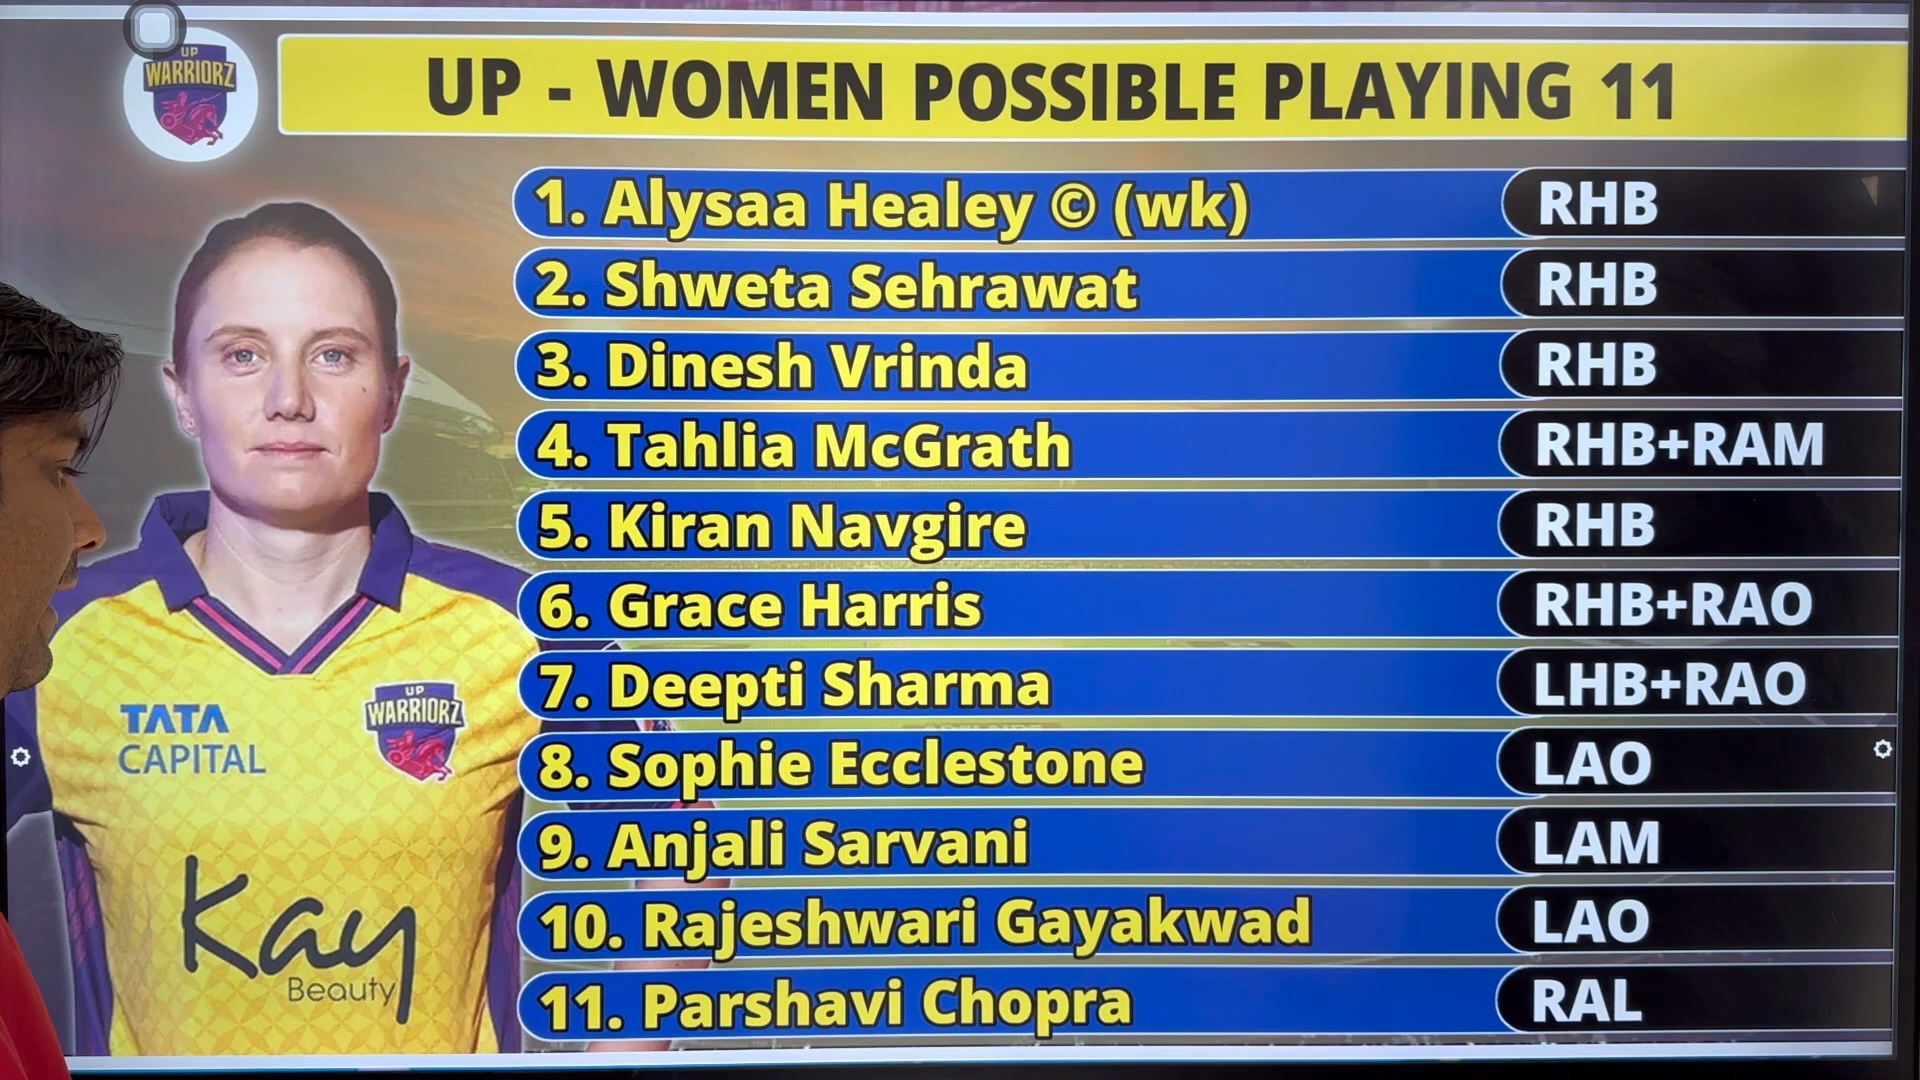 UP
WARRIORZ
UP - WOMEN POSSIBLE PLAYING 11
1. Alysaa Healey © (wk) RHB
2. Shweta Sehrawat RHB
3. Dinesh Vrinda RHB
4. Tahlia McGrath RHB+RAM
5. Kiran Navgire RHB
6. Grace Harris RHB+RAO
7. Deepti Sharma LHB+RAO
8. Sophie Ecclestone LAO
9. Anjali Sarvani LAM
10. Rajeshwari Gayakwad LAO
11. Parshavi Chopra RAL
TATA
CAPITAL
UP
WARRIORZ
Kay
Beauty